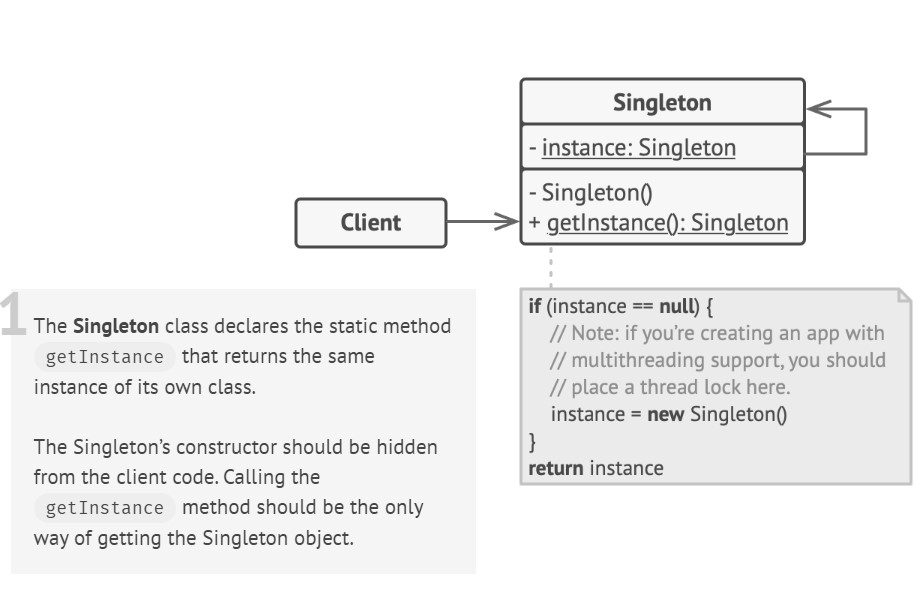 Singleton
- instance: Singleton
- Singleton()
+ getInstance(): Singleton
Client
if (instance == null) {
// Note: if you’re creating an app with
// multithreading support, you should
// place a thread lock here.
instance = new Singleton()
}
return instance
1
The Singleton class declares the static method
getInstance that returns the same
instance of its own class.
The Singleton’s constructor should be hidden
from the client code. Calling the
getInstance method should be the only
way of getting the Singleton object.